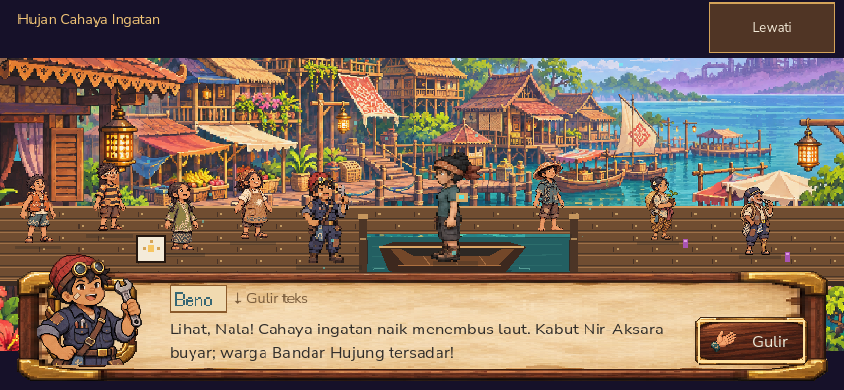 Hujan Cahaya Ingatan
Lewati
Beno
↓ Gulir teks
Lihat, Nala! Cahaya ingatan naik menembus laut. Kabut Nir-Aksara
buyar; warga Bandar Hujung tersadar!
Gulir